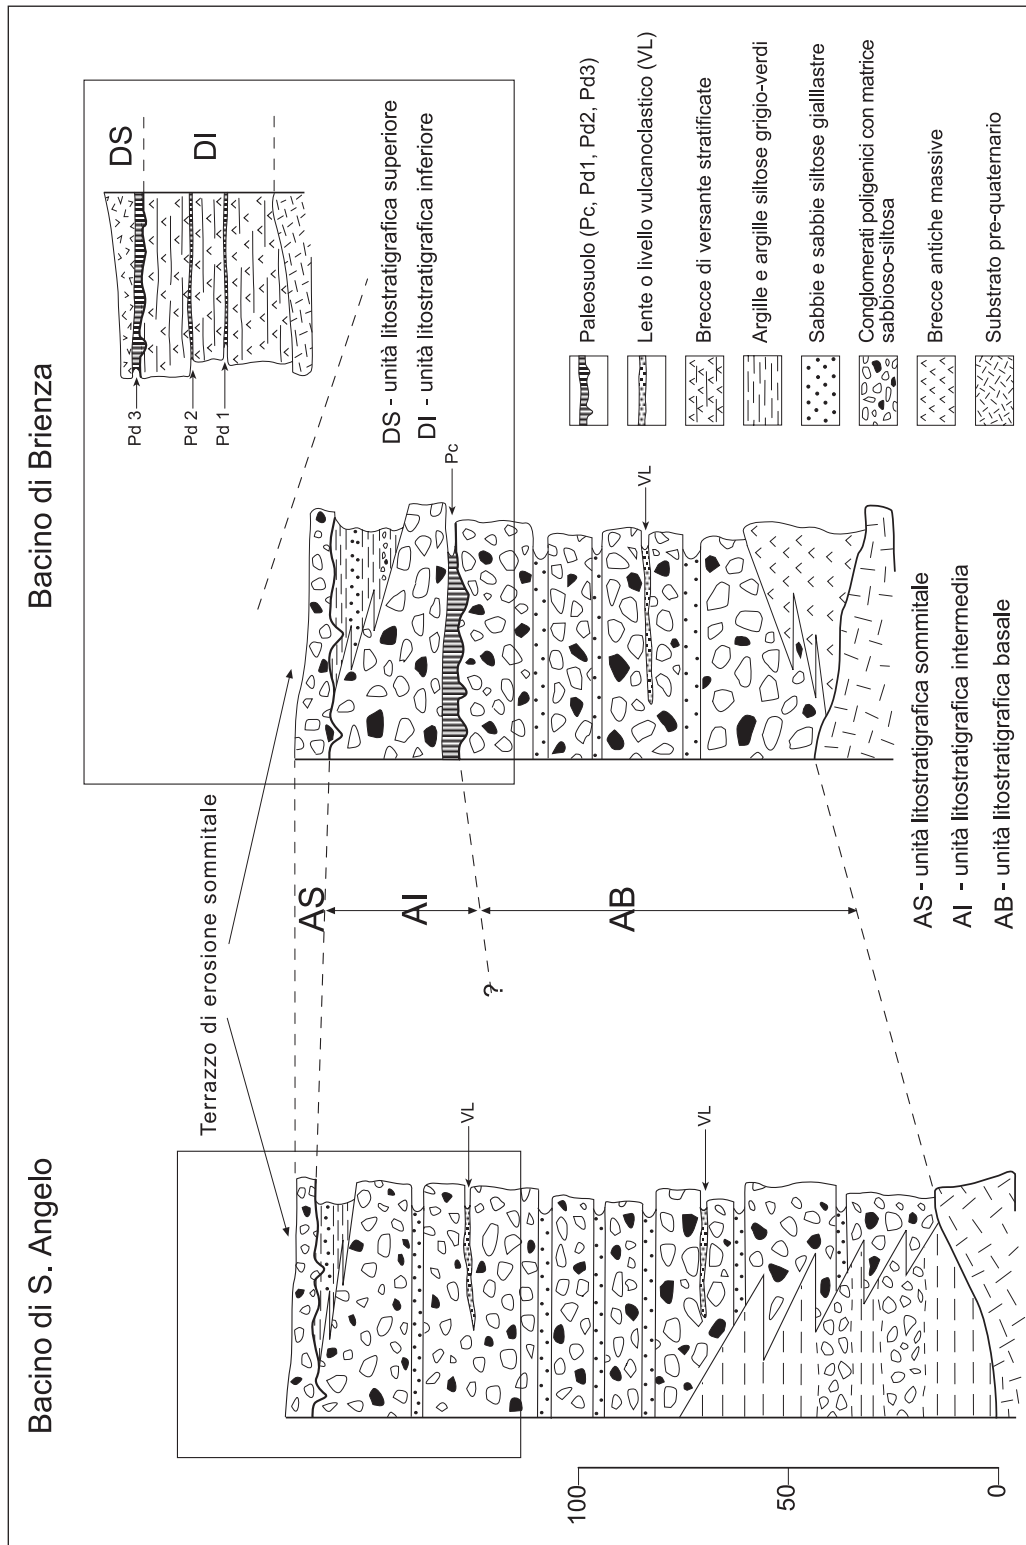 Bacino di S. Angelo
Bacino di Brienza
Terrazzo di erosione sommitale
DS
DI
Pd 3
Pd 2
Pd 1
DS - unità litostratigrafica superiore
DI - unità litostratigrafica inferiore
AS
AI
AB
?
Pc
VL
VL
VL
100
50
0
AS - unità litostratigrafica sommitale
AI - unità litostratigrafica intermedia
AB - unità litostratigrafica basale
Paleosuolo (Pc, Pd1, Pd2, Pd3)
Lente o livello vulcanoclastico (VL)
Brecce di versante stratificate
Argille e argille siltose grigio-verdi
Sabbie e sabbie siltose gialllastre
Conglomerati poligenici con matrice
sabbioso-siltosa
Brecce antiche massive
Substrato pre-quaternario